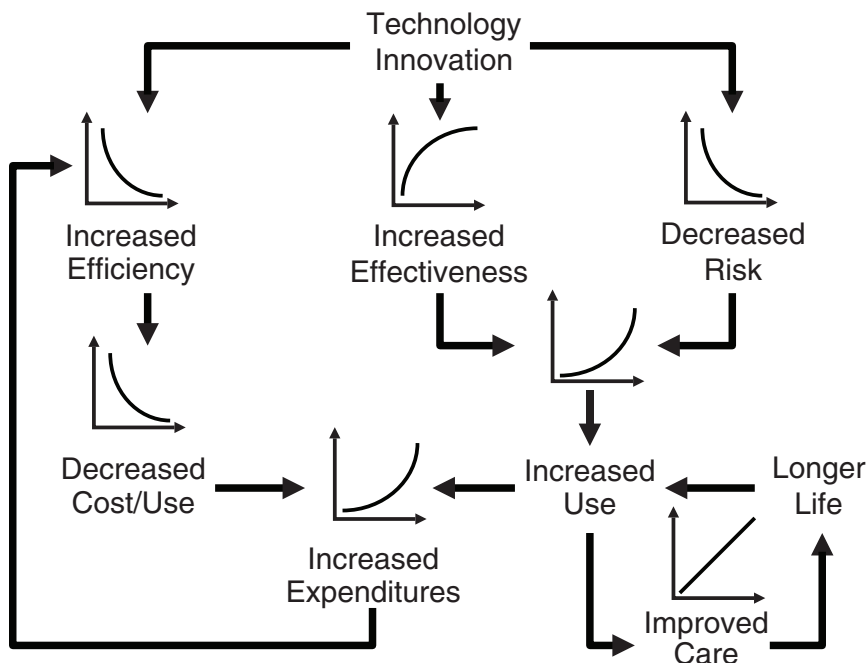 Technology
Innovation
Increased
Efficiency
Increased
Effectiveness
Decreased
Risk
Decreased
Cost/Use
Increased
Expenditures
Increased
Use
Longer
Life
Improved
Care